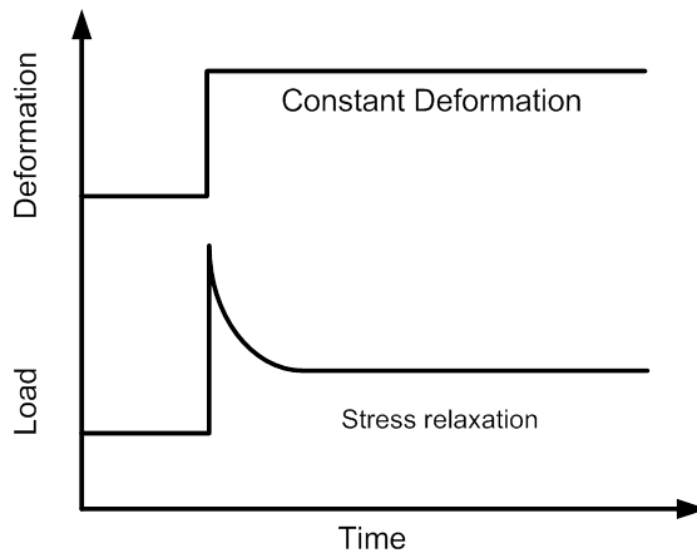 Deformation
Constant Deformation
Load
Stress relaxation
Time